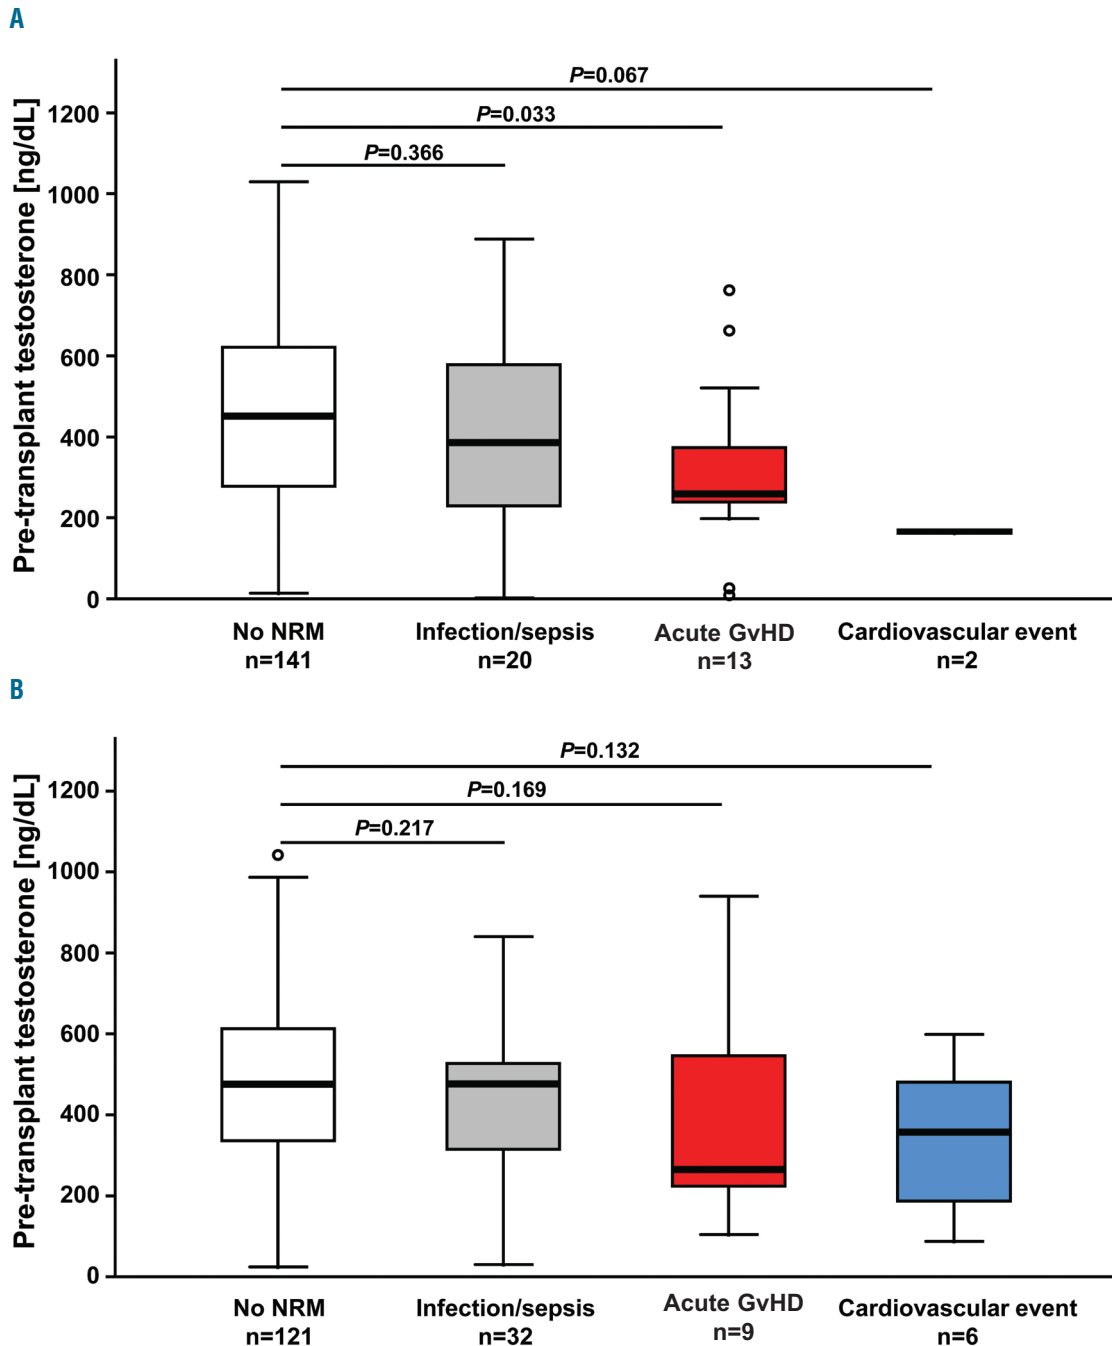 A
Pre-transplant testosterone [ng/dL]
P=0.067
P=0.033
P=0.366
1200
1000
800
600
400
200
0
No NRM
n=141
Infection/sepsis
n=20
Acute GvHD
n=13
Cardiovascular event
n=2
B
Pre-transplant testosterone [ng/dL]
P=0.132
P=0.169
P=0.217
1200
1000
800
600
400
200
0
No NRM
n=121
Infection/sepsis
n=32
Acute GvHD
n=9
Cardiovascular event
n=6